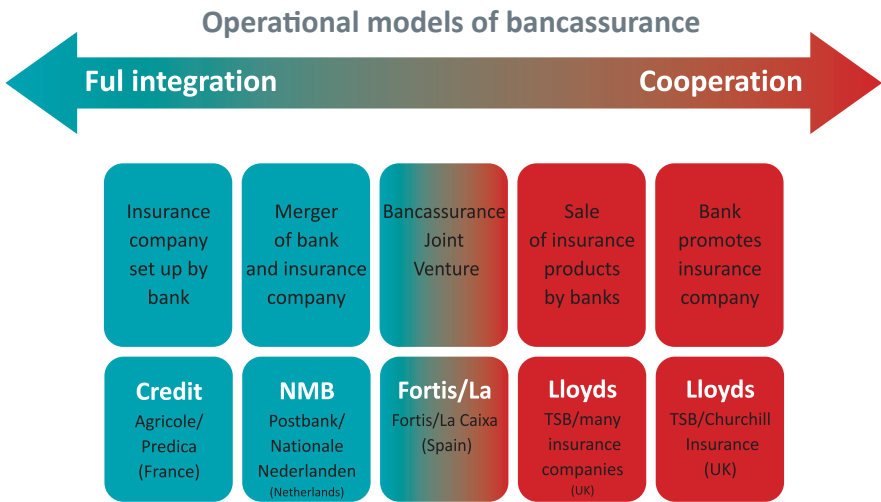 Operational models of bancassurance
Ful integration
Cooperation
Insurance
company
set up by
bank
Merger
of bank
and insurance
company
Bancassurance
Joint
Venture
Sale
of insurance
products
by banks
Bank
promotes
insurance
company
Credit
Agricole/
Predica
(France)
NMB
Postbank/
Nationale
Nederlanden
(Netherlands)
Fortis/La
Fortis/La Caixa
(Spain)
Lloyds
TSB/many
insurance
companies
(UK)
Lloyds
TSB/Churchill
Insurance
(UK)